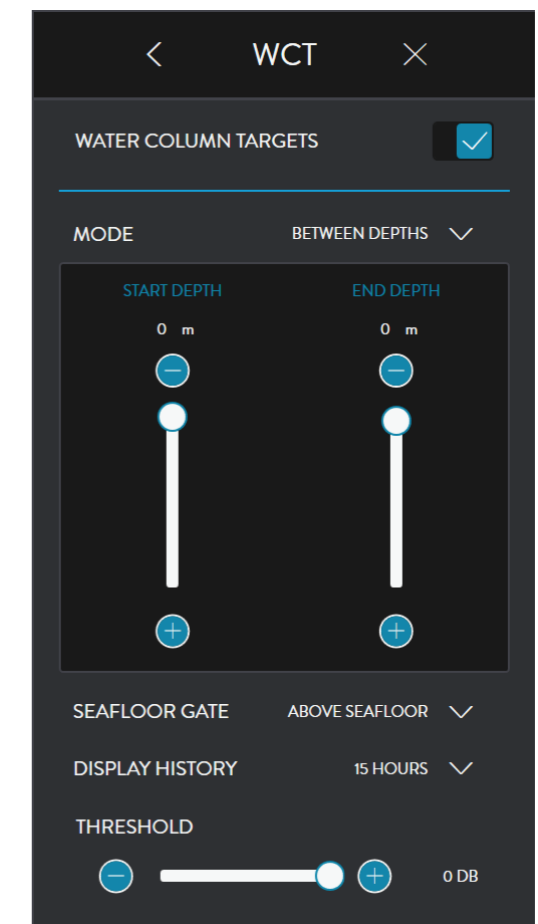 WCT
WATER COLUMN TARGETS
MODE BETWEEN DEPTHS
START DEPTH END DEPTH
0 m 0 m
SEAFLOOR GATE ABOVE SEAFLOOR
DISPLAY HISTORY 15 HOURS
THRESHOLD
0 DB